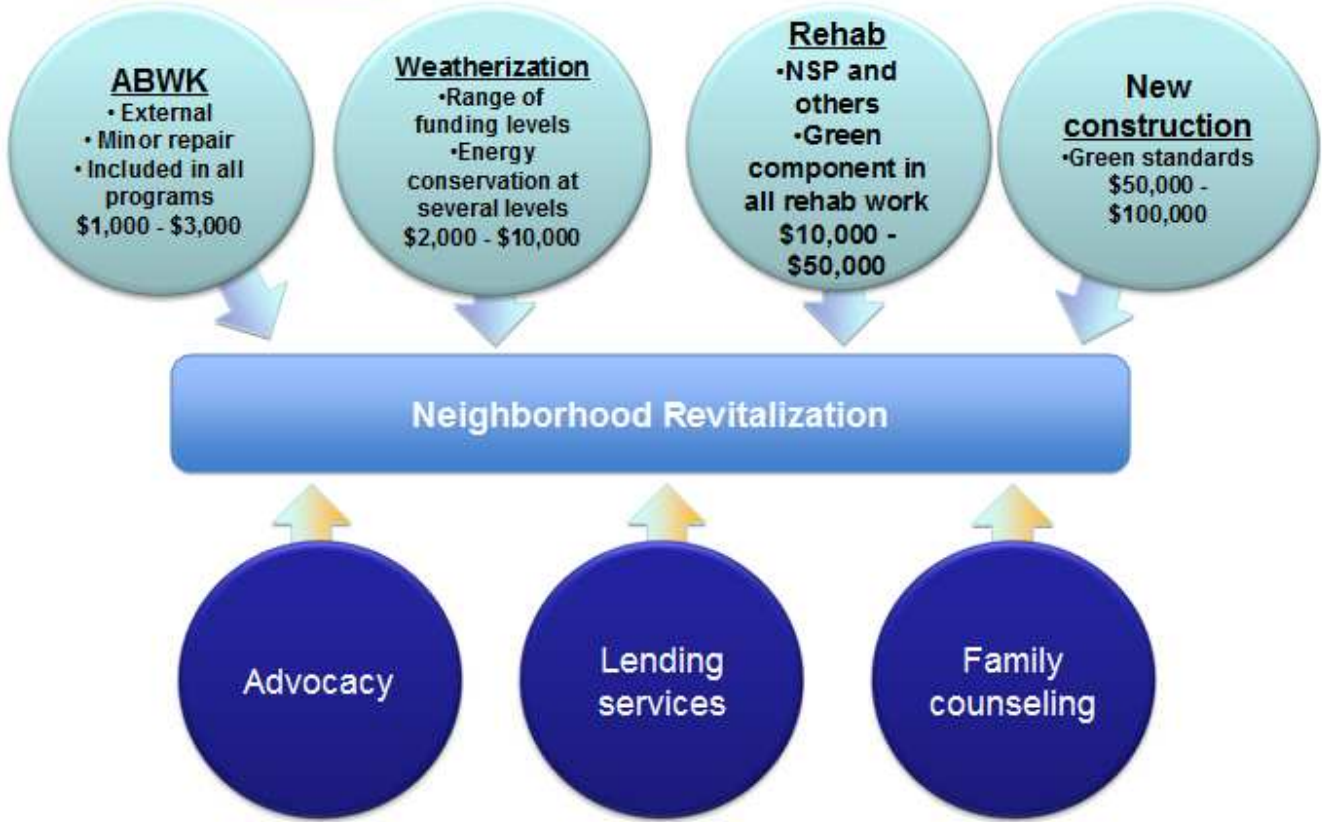 ABWK
• External
• Minor repair
• Included in all
programs
$1,000 - $3,000
Weatherization
•Range of
funding levels
•Energy
conservation at
several levels
$2,000 - $10,000
Rehab
•NSP and
others
•Green
component in
all rehab work
$10,000 -
$50,000
New
construction
•Green standards
$50,000 -
$100,000
Neighborhood Revitalization
Advocacy
Lending
services
Family
counseling